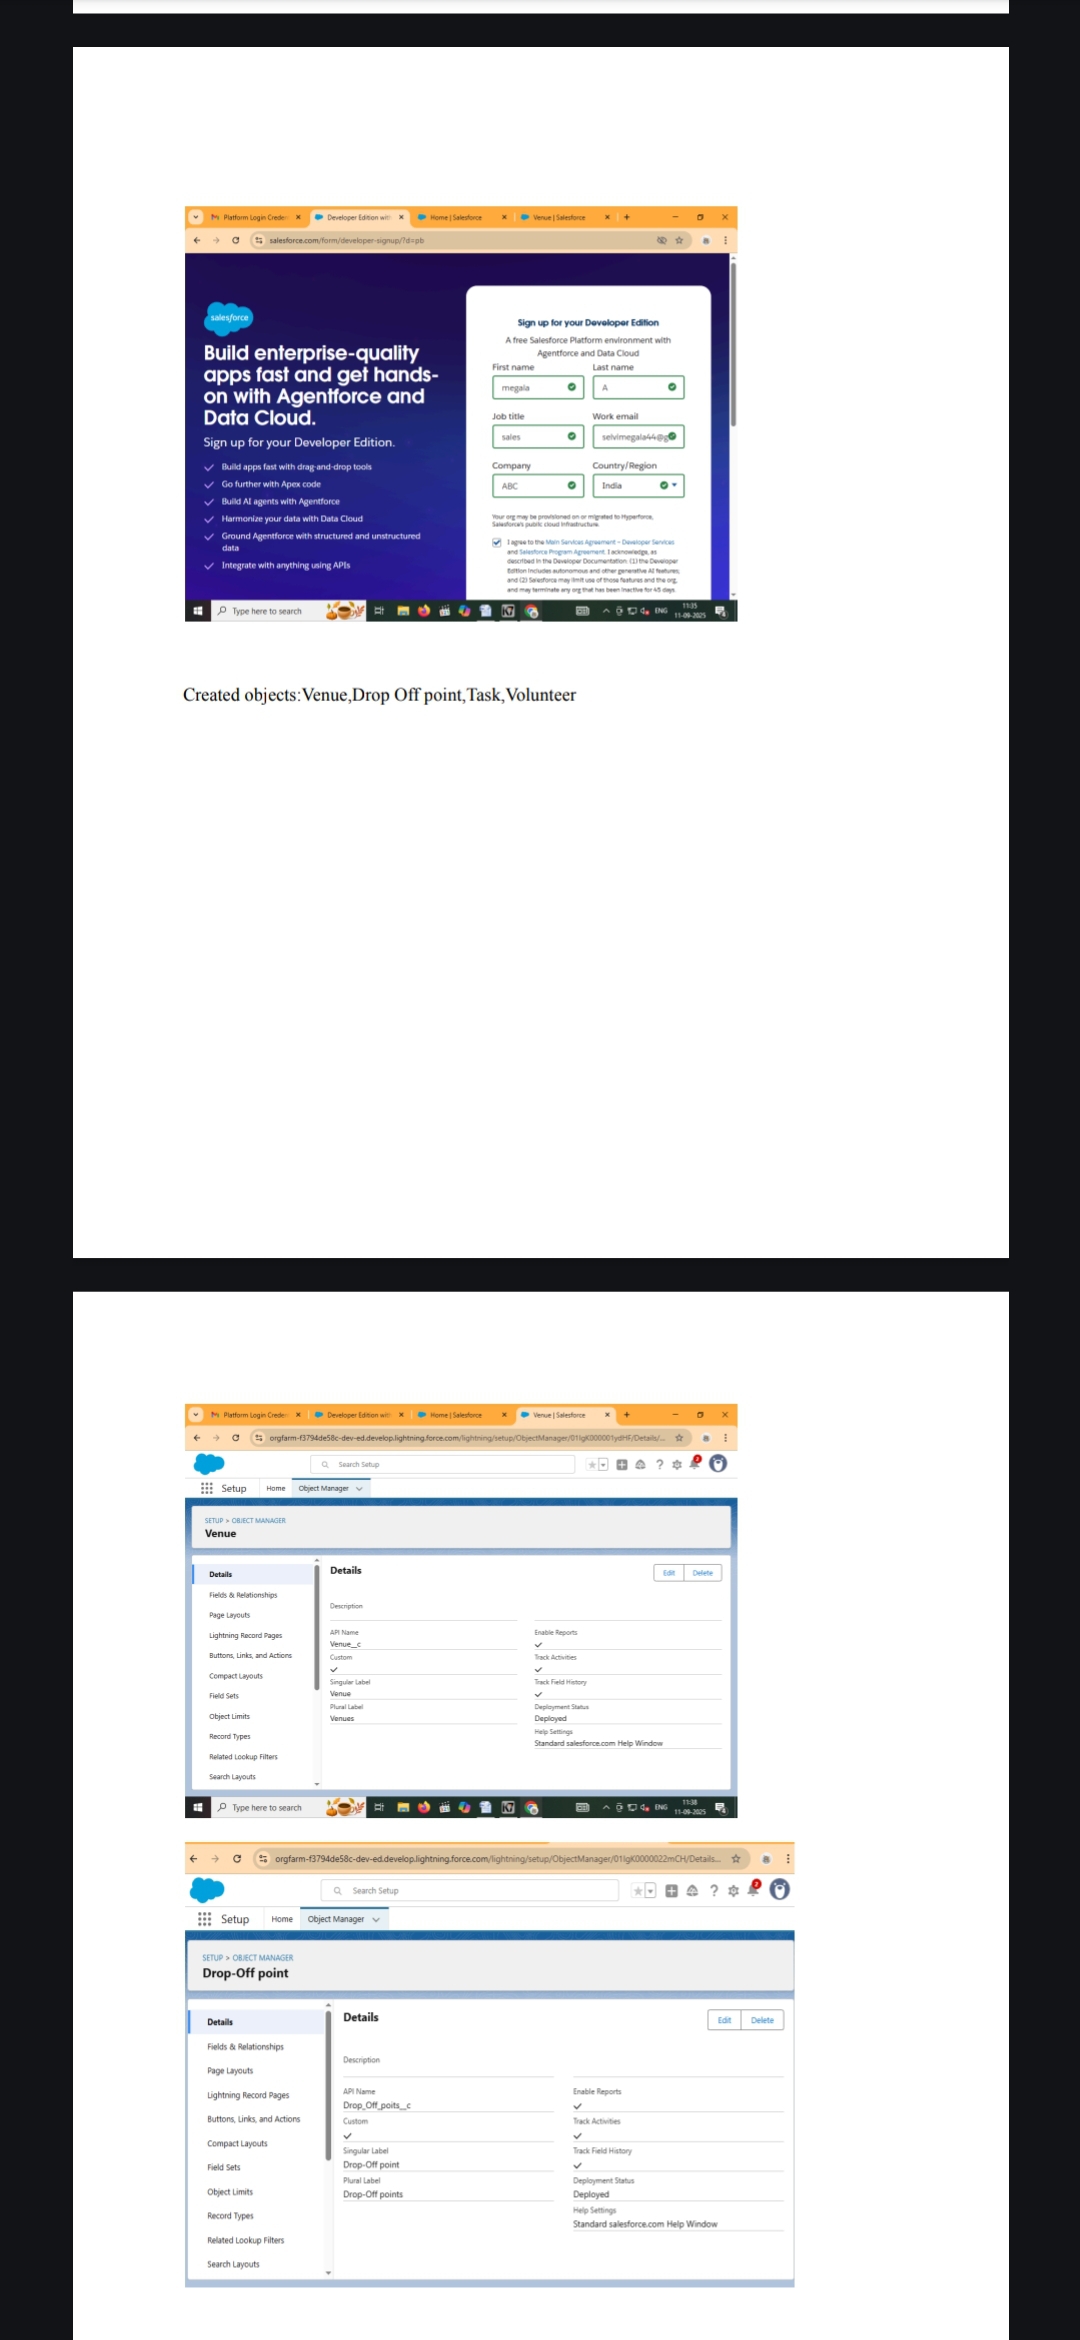 Platform Login Creden
Developer Edition with
Home | Salesforce
Venue | Salesforce
salesforce.com/form/developer-signup/?d=pb
salesforce
Build enterprise-quality
apps fast and get hands-
on with Agentforce and
Data Cloud.
Sign up for your Developer Edition.
Build apps fast with drag-and-drop tools
Go further with Apex code
Build AI agents with Agentforce
Harmonize your data with Data Cloud
Ground Agentforce with structured and unstructured
data
Integrate with anything using APIs
Sign up for your Developer Edition
A free Salesforce Platform environment with
Agentforce and Data Cloud
First name
Last name
megala
A
Job title
Work email
sales
selvimegala44@g
Company
Country/Region
ABC
India
Your org may be provisioned on or migrated to Hyperforce,
Salesforce's public cloud infrastructure.
I agree to the Main Services Agreement - Developer Services
and Salesforce Program Agreement. I acknowledge, as
described in the Developer Documentation: (1) the Developer
Edition includes autonomous and other generative AI features;
and (2) Salesforce may limit use of those features and the org,
and may terminate any org that has been inactive for 45 days.
Type here to search
ENG
11:35
11-09-2025
Created objects:Venue,Drop Off point,Task,Volunteer
Platform Login Creden
Developer Edition with
Home | Salesforce
Venue | Salesforce
orgfarm-f3794de58c-dev-ed.develop.lightning.force.com/lightning/setup/ObjectManager/01IgK000001ydHF/Details/...
Search Setup
Setup
Home
Object Manager
SETUP > OBJECT MANAGER
Venue
Details
Fields & Relationships
Page Layouts
Lightning Record Pages
Buttons, Links, and Actions
Compact Layouts
Field Sets
Object Limits
Record Types
Related Lookup Filters
Search Layouts
Details
Edit
Delete
Description
API Name
Venue__c
Custom
Singular Label
Venue
Plural Label
Venues
Enable Reports
Track Activities
Track Field History
Deployment Status
Deployed
Help Settings
Standard salesforce.com Help Window
Type here to search
ENG
11:38
11-09-2025
orgfarm-f3794de58c-dev-ed.develop.lightning.force.com/lightning/setup/ObjectManager/01IgK0000022mCH/Details...
Search Setup
Setup
Home
Object Manager
SETUP > OBJECT MANAGER
Drop-Off point
Details
Fields & Relationships
Page Layouts
Lightning Record Pages
Buttons, Links, and Actions
Compact Layouts
Field Sets
Object Limits
Record Types
Related Lookup Filters
Search Layouts
Details
Edit
Delete
Description
API Name
Drop_Off_poits__c
Custom
Singular Label
Drop-Off point
Plural Label
Drop-Off points
Enable Reports
Track Activities
Track Field History
Deployment Status
Deployed
Help Settings
Standard salesforce.com Help Window